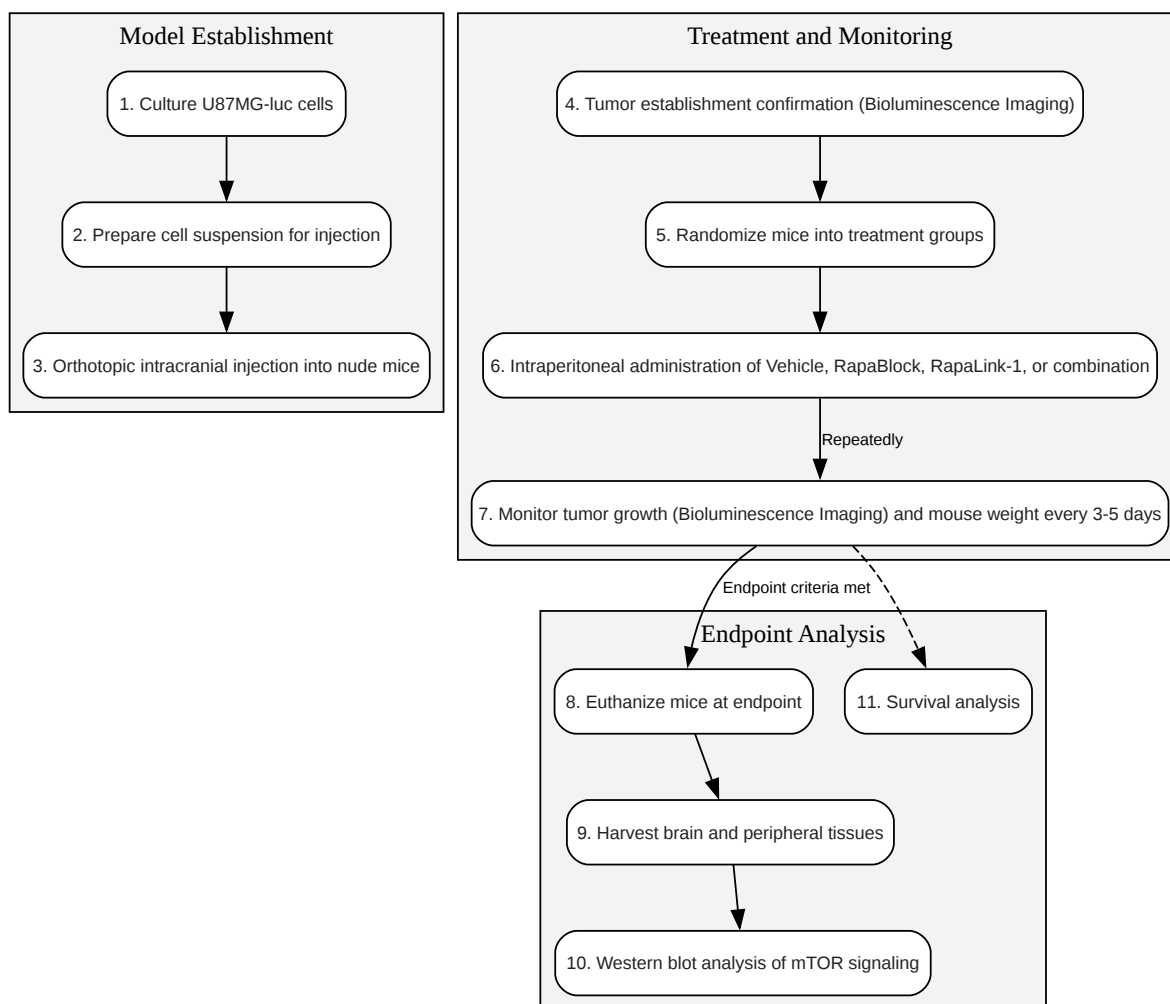 Model Establishment
1. Culture U87MG-luc cells
2. Prepare cell suspension for injection
3. Orthotopic intracranial injection into nude mice
Treatment and Monitoring
4. Tumor establishment confirmation (Bioluminescence Imaging)
5. Randomize mice into treatment groups
6. Intraperitoneal administration of Vehicle, RapaBlock, RapaLink-1, or combination
Repeatedly
7. Monitor tumor growth (Bioluminescence Imaging) and mouse weight every 3-5 days
Endpoint criteria met
Endpoint Analysis
8. Euthanize mice at endpoint
11. Survival analysis
9. Harvest brain and peripheral tissues
10. Western blot analysis of mTOR signaling